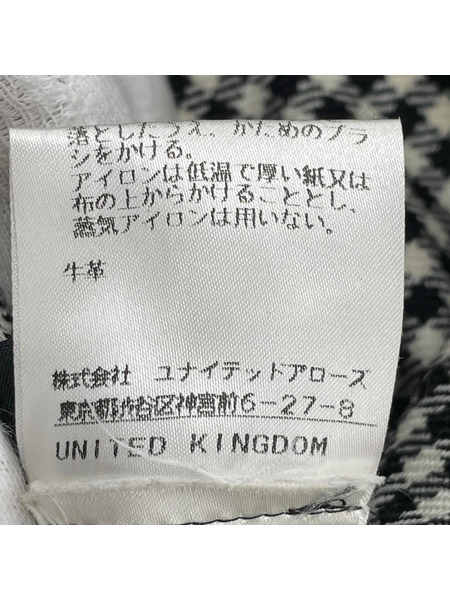 落としたうえ、かためのブラ
シをかける。
アイロンは低温で厚い紙又は
布の上からかけることとし、
蒸気アイロンは用いない。
牛革
株式会社 ユナイテッドアローズ
東京都渋谷区神宮前6-27-8
UNITED KINGDOM